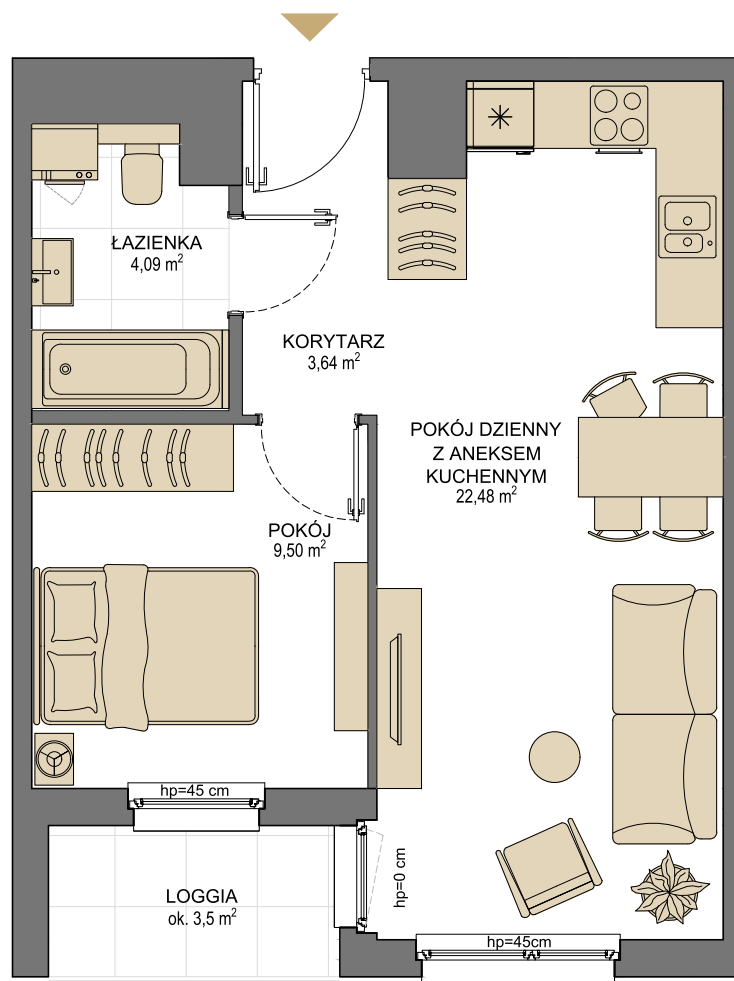 ŁAZIENKA
4,09 m²
KORYTARZ
3,64 m²
POKÓJ DZIENNY
Z ANEKSEM
KUCHENNYM
22,48 m²
POKÓJ
9,50 m²
hp=45 cm
hp=0 cm
LOGGIA
ok. 3,5 m²
hp=45cm